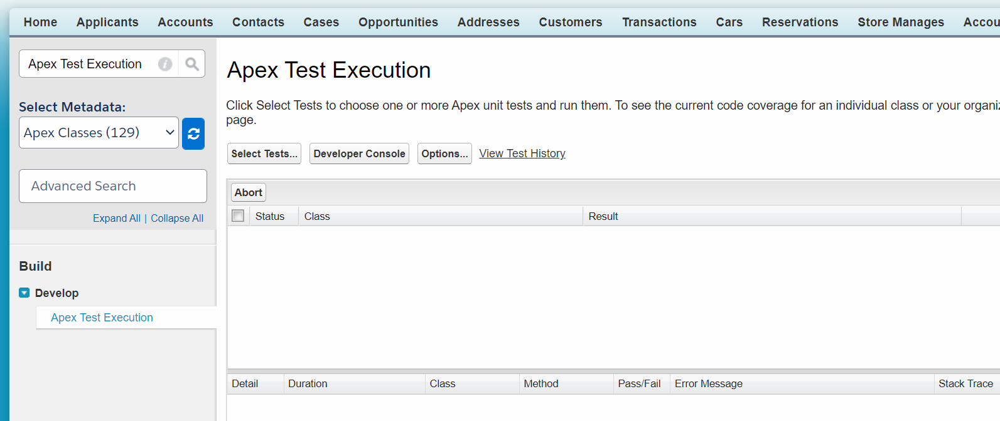 Home Applicants Accounts Contacts Cases Opportunities Addresses Customers Transactions Cars Reservations Store Manages Accou
Apex Test Execution
Select Metadata:
Apex Classes (129)
Advanced Search
Expand All | Collapse All
Build
Develop
Apex Test Execution
Apex Test Execution
Click Select Tests to choose one or more Apex unit tests and run them. To see the current code coverage for an individual class or your organiz
page.
Select Tests... Developer Console Options... View Test History
Abort
Status Class Result
Detail Duration Class Method Pass/Fail Error Message Stack Trace